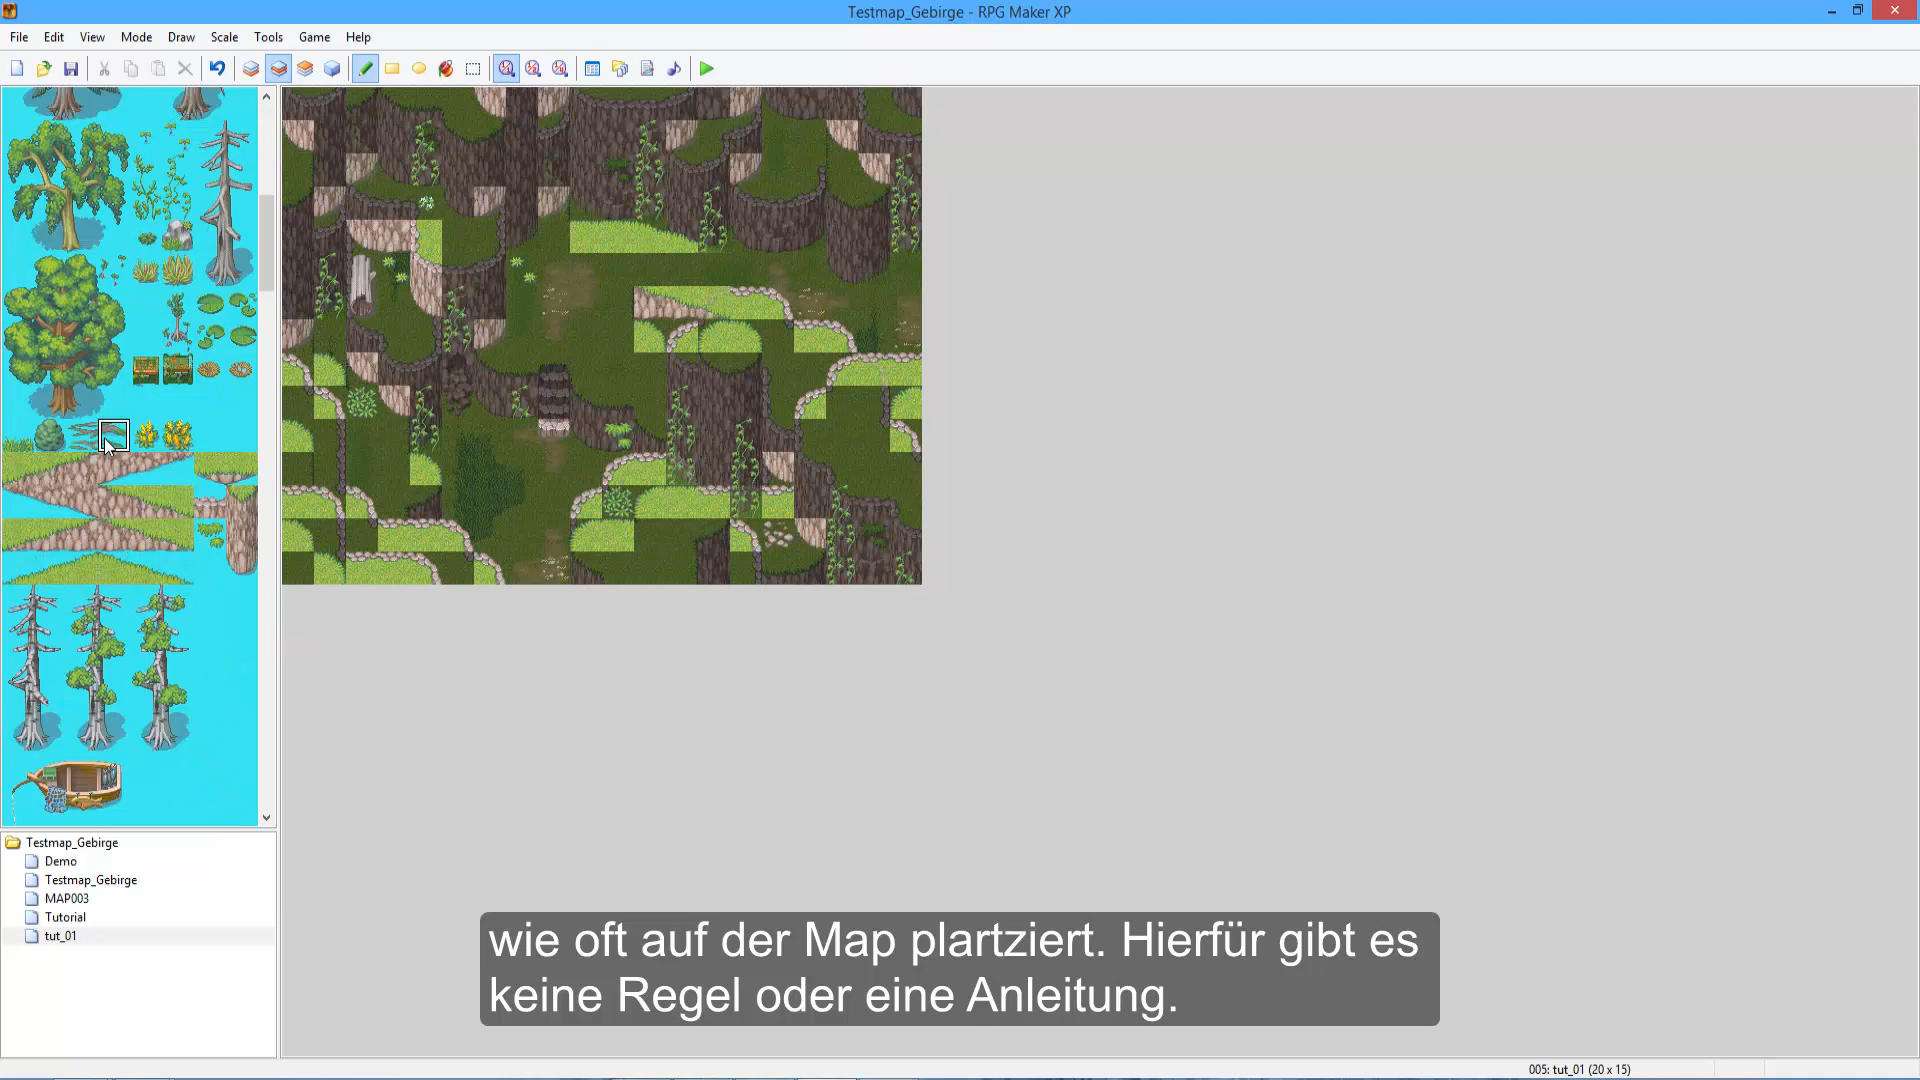 Testmap_Gebirge - RPG Maker XP
File Edit View Mode Draw Scale Tools Game Help
Testmap_Gebirge
Demo
Testmap_Gebirge
MAP003
Tutorial
tut_01
wie oft auf der Map plartziert. Hierfür gibt es
keine Regel oder eine Anleitung.
005: tut_01 (20 x 15)